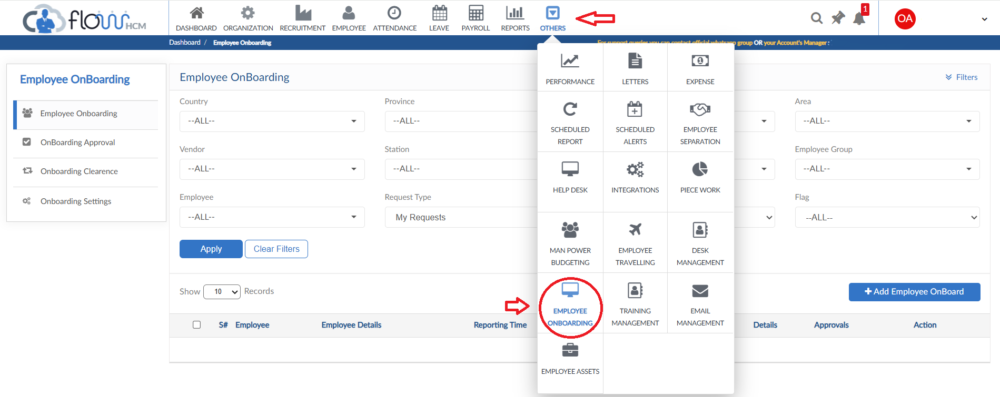 flow HCM
DASHBOARD ORGANIZATION RECRUITMENT EMPLOYEE ATTENDANCE LEAVE PAYROLL REPORTS OTHERS
1
OA
Dashboard / Employee Onboarding
For support queries you can contact official whatsapp group OR your Account's Manager :
Employee OnBoarding
Employee Onboarding
OnBoarding Approval
Onboarding Clearence
Onboarding Settings
Employee OnBoarding
Filters
Country
--ALL--
Province
--ALL--
Area
--ALL--
Vendor
--ALL--
Station
--ALL--
Employee Group
--ALL--
Employee
--ALL--
Request Type
My Requests
Flag
--ALL--
Apply
Clear Filters
Show 10 Records
+ Add Employee OnBoard
S# Employee Employee Details Reporting Time Details Approvals Action
PERFORMANCE
LETTERS
EXPENSE
SCHEDULED
REPORT
SCHEDULED
ALERTS
EMPLOYEE
SEPARATION
HELP DESK
INTEGRATIONS
PIECE WORK
MAN POWER
BUDGETING
EMPLOYEE
TRAVELLING
DESK
MANAGEMENT
EMPLOYEE
ONBOARDING
TRAINING
MANAGEMENT
EMAIL
MANAGEMENT
EMPLOYEE ASSETS